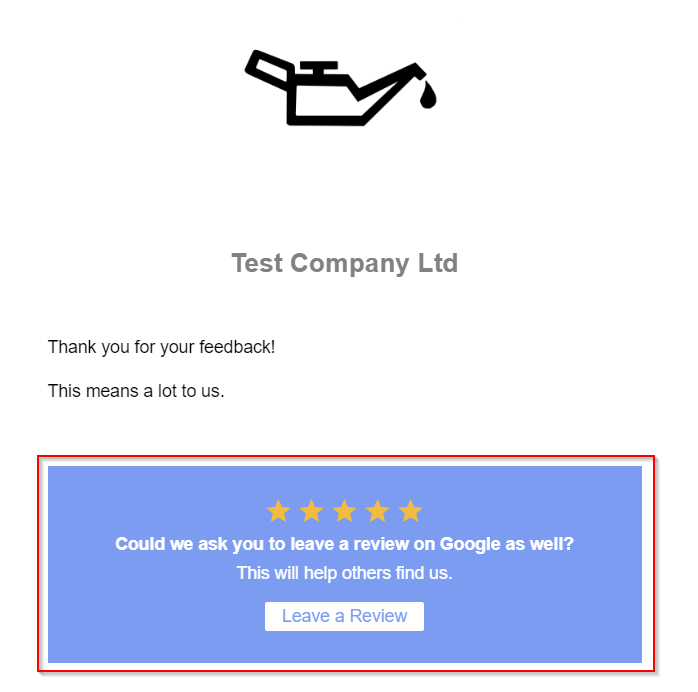 Test Company Ltd
Thank you for your feedback!
This means a lot to us.
Could we ask you to leave a review on Google as well?
This will help others find us.
Leave a Review